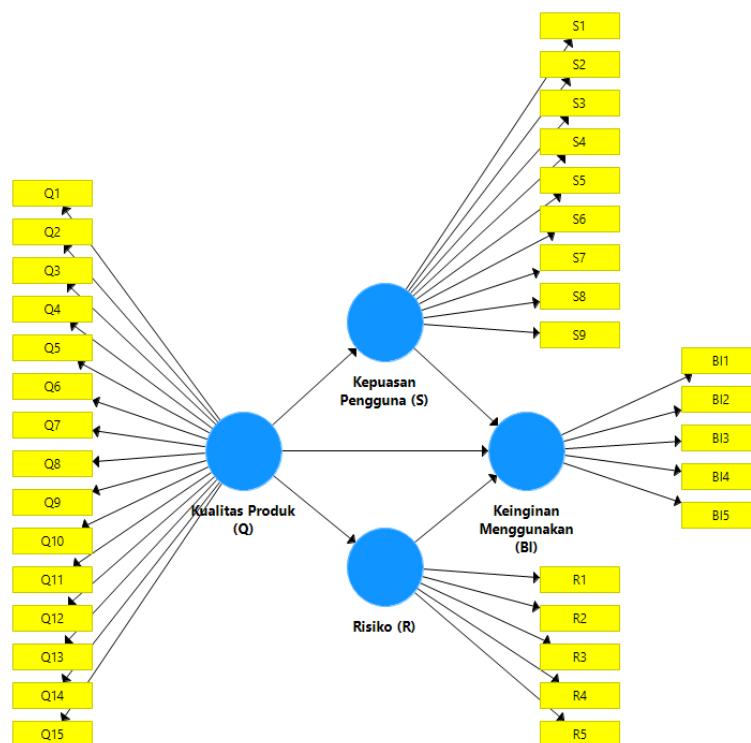 S1
S2
S3
S4
S5
S6
S7
S8
S9
Q1
Q2
Q3
Q4
Q5
Q6
Q7
Q8
Q9
Q10
Q11
Q12
Q13
Q14
Q15
Kepuasan
Pengguna (S)
Kualitas Produk
(Q)
Keinginan
Menggunakan
(BI)
Risiko (R)
BI1
BI2
BI3
BI4
BI5
R1
R2
R3
R4
R5